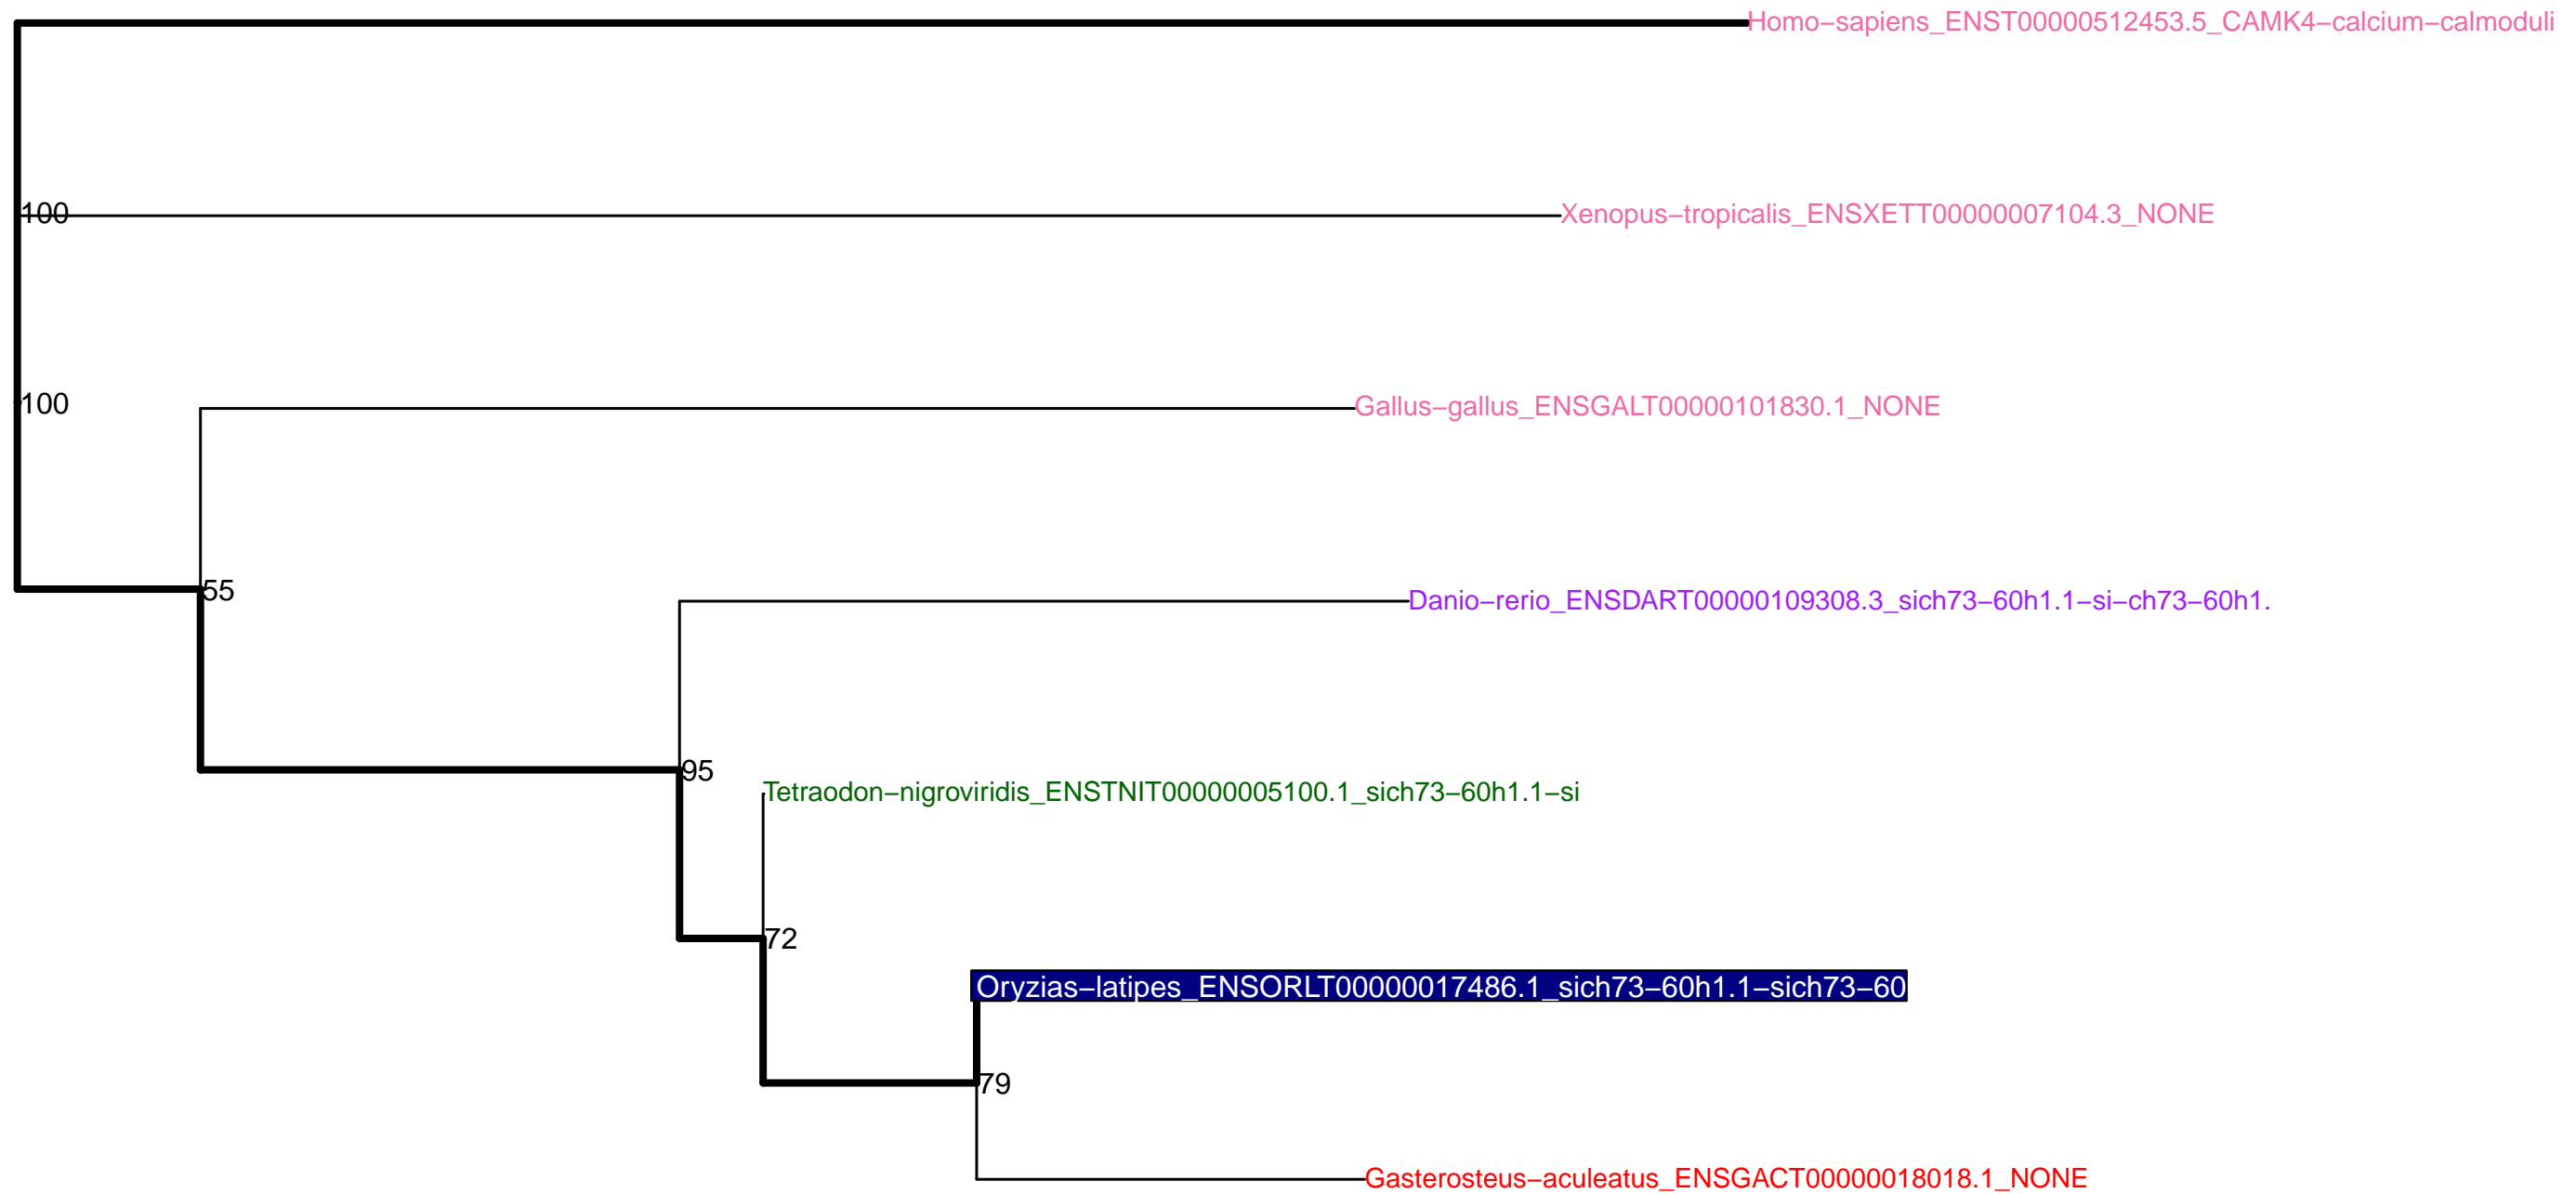 Homo−sapiens_ENST00000512453.5_CAMK4−calcium−calmoduli
100
Xenopus−tropicalis_ENSXETT00000007104.3_NONE
100
Gallus−gallus_ENSGALT00000101830.1_NONE
55
Danio−rerio_ENSDART00000109308.3_sich73−60h1.1−si−ch73−60h1.
95
Tetraodon−nigroviridis_ENSTNIT00000005100.1_sich73−60h1.1−si
72
Oryzias−latipes_ENSORLT00000017486.1_sich73−60h1.1−sich73−60
79
Gasterosteus−aculeatus_ENSGACT00000018018.1_NONE